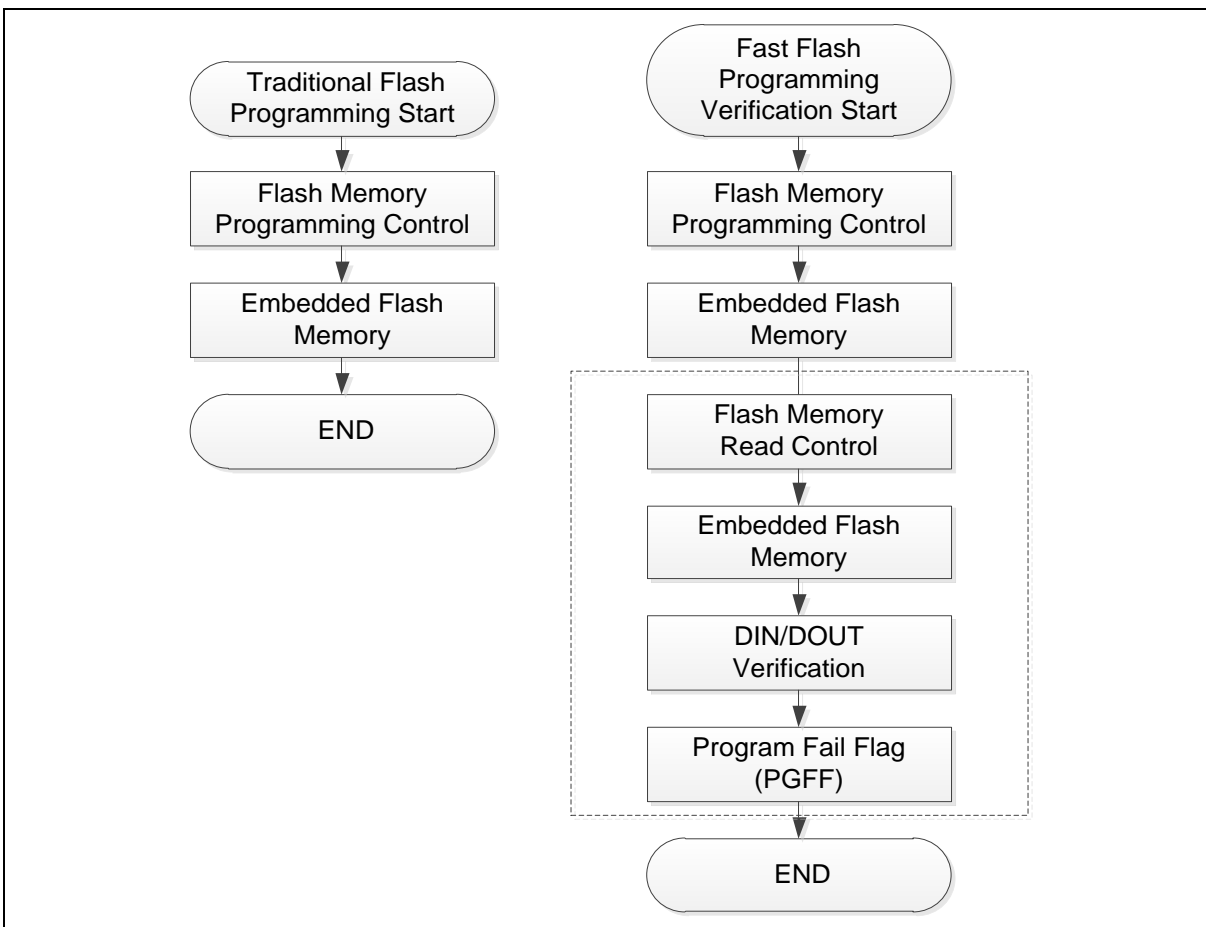 Traditional Flash
Programming Start
Flash Memory
Programming Control
Embedded Flash
Memory
END
Fast Flash
Programming
Verification Start
Flash Memory
Programming Control
Embedded Flash
Memory
Flash Memory
Read Control
Embedded Flash
Memory
DIN/DOUT
Verification
Program Fail Flag
(PGFF)
END